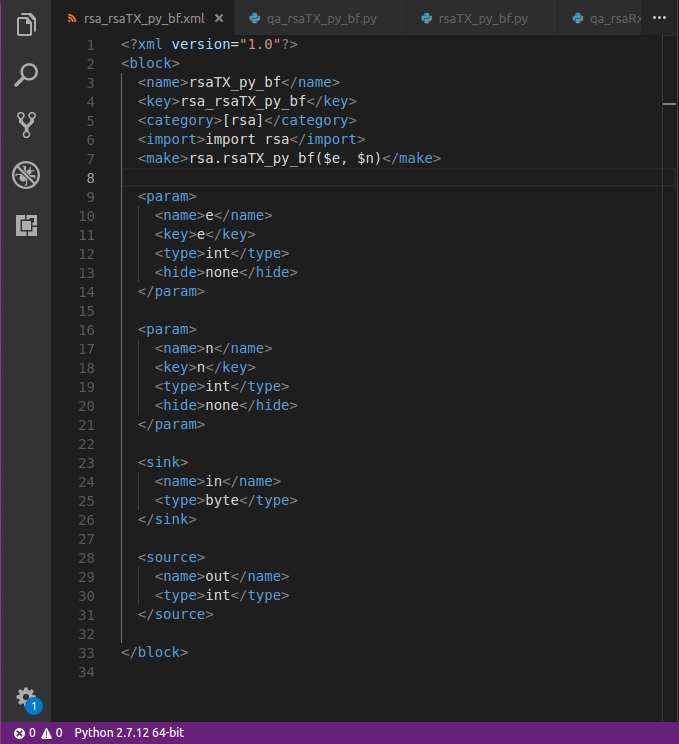 rsa_rsaTX_py_bf.xml × qa_rsaTX_py_bf.py rsaTX_py_bf.py qa_rsaRx ...
1 <?xml version="1.0"?>
2 <block>
3 <name>rsaTX_py_bf</name>
4 <key>rsa_rsaTX_py_bf</key>
5 <category>[rsa]</category>
6 <import>import rsa</import>
7 <make>rsa.rsaTX_py_bf($e, $n)</make>
8
9 <param>
10 <name>e</name>
11 <key>e</key>
12 <type>int</type>
13 <hide>none</hide>
14 </param>
15
16 <param>
17 <name>n</name>
18 <key>n</key>
19 <type>int</type>
20 <hide>none</hide>
21 </param>
22
23 <sink>
24 <name>in</name>
25 <type>byte</type>
26 </sink>
27
28 <source>
29 <name>out</name>
30 <type>int</type>
31 </source>
32
33 </block>
34
1
0 0 Python 2.7.12 64-bit